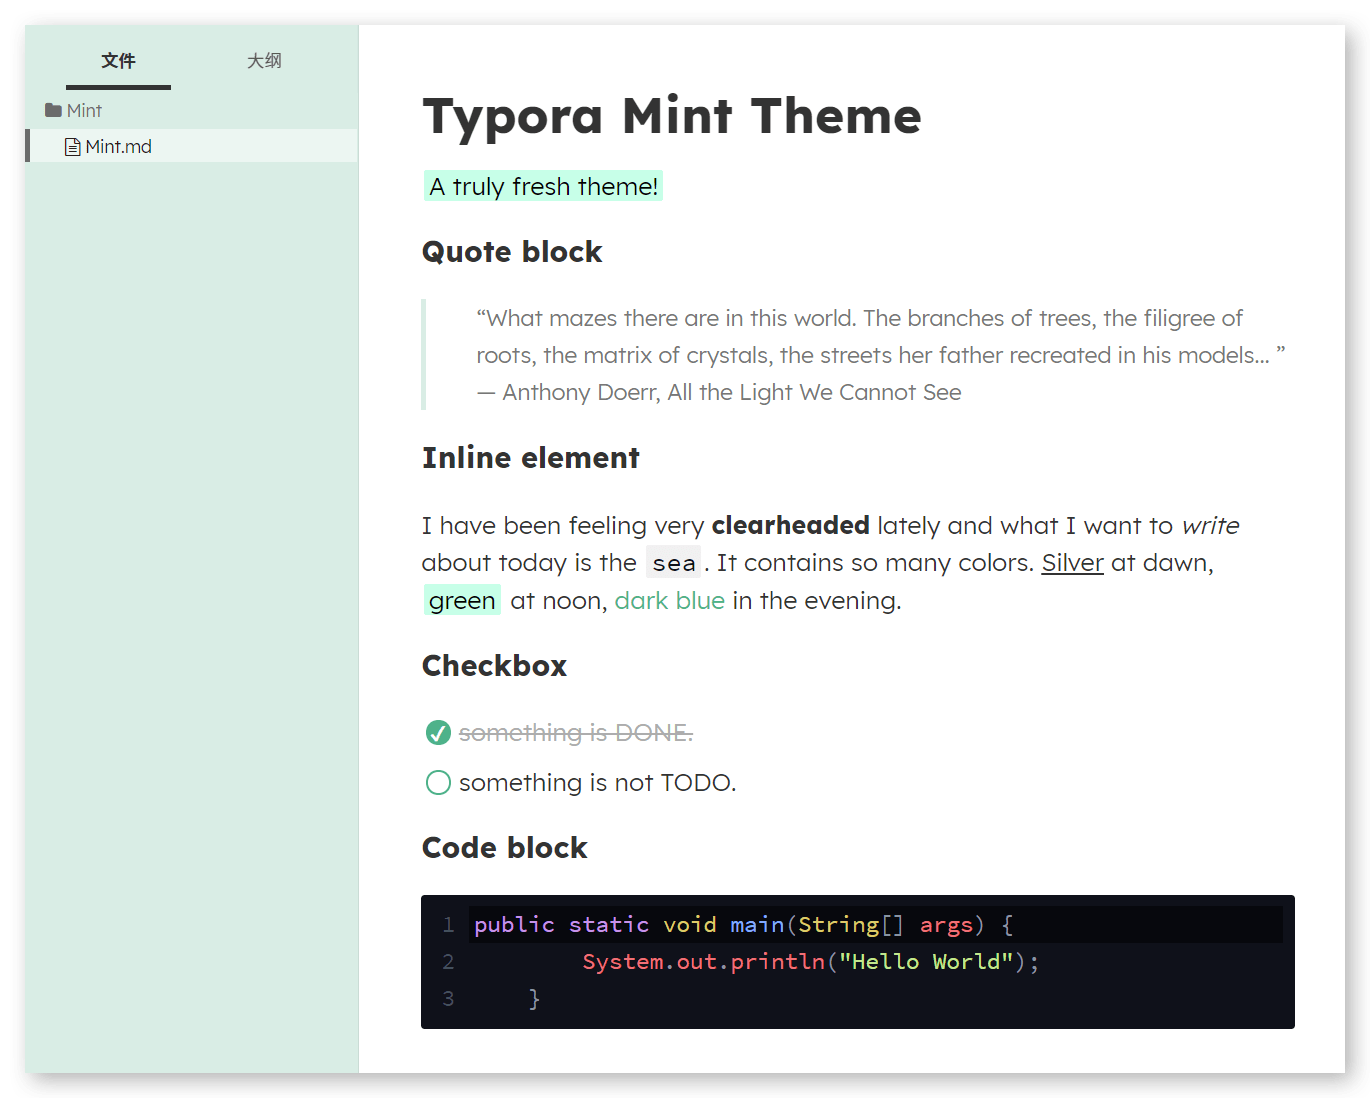 文件 大纲
Mint
Mint.md
Typora Mint Theme
A truly fresh theme!
Quote block
“What mazes there are in this world. The branches of trees, the filigree of
roots, the matrix of crystals, the streets her father recreated in his models... ”
— Anthony Doerr, All the Light We Cannot See
Inline element
I have been feeling very clearheaded lately and what I want to write
about today is the sea. It contains so many colors. Silver at dawn,
green at noon, dark blue in the evening.
Checkbox
something is DONE.
something is not TODO.
Code block
1 public static void main(String[] args) {
2         System.out.println("Hello World");
3     }